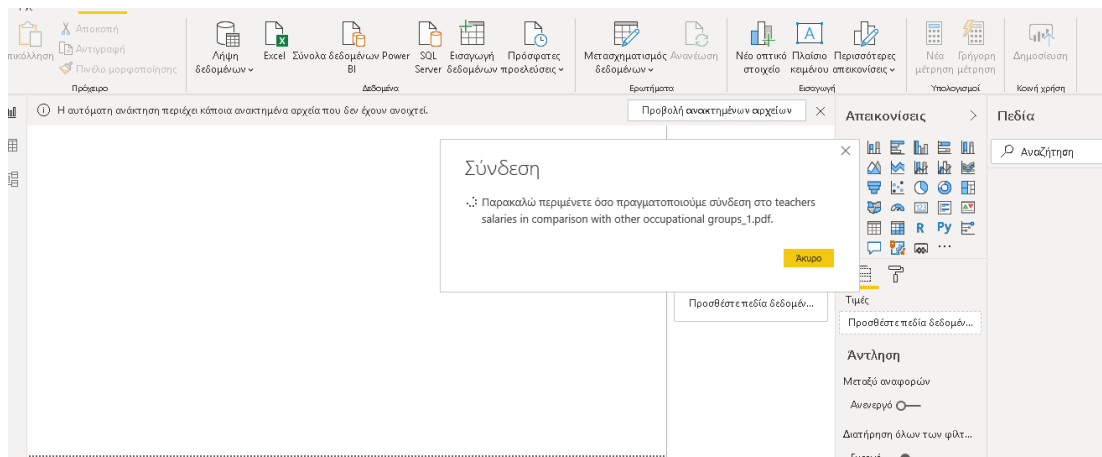 Αποκοπή
Αντιγραφή
Πινέλο μορφοποίησης
Πρόχειρο
Λήψη δεδομένων
Excel
Σύνολα δεδομένων Power BI
SQL Server
Εισαγωγή δεδομένων
Πρόσφατες προελεύσεις
Δεδομένα
Μετασχηματισμός δεδομένων
Ανανέωση
Ερωτήματα
Νέο οπτικό στοιχείο
Πλαίσιο κειμένου
Περισσότερες απεικονίσεις
Εισαγωγή
Νέα μέτρηση
Γρήγορη μέτρηση
Υπολογισμοί
Δημοσίευση
Κοινή χρήση
Η αυτόματη ανάκτηση περιέχει κάποια ανακτημένα αρχεία που δεν έχουν ανοιχτεί.
Προβολή ανακτημένων αρχείων
Σύνδεση
Παρακαλώ περιμένετε όσο πραγματοποιούμε σύνδεση στο teachers
salaries in comparison with other occupational groups_1.pdf.
Άκυρο
Προσθέστε πεδία δεδομέν...
Απεικονίσεις
R Py
Τιμές
Προσθέστε πεδία δεδομέν...
Άντληση
Μεταξύ αναφορών
Ανενεργό
Διατήρηση όλων των φίλτ...
Πεδία
Αναζήτηση